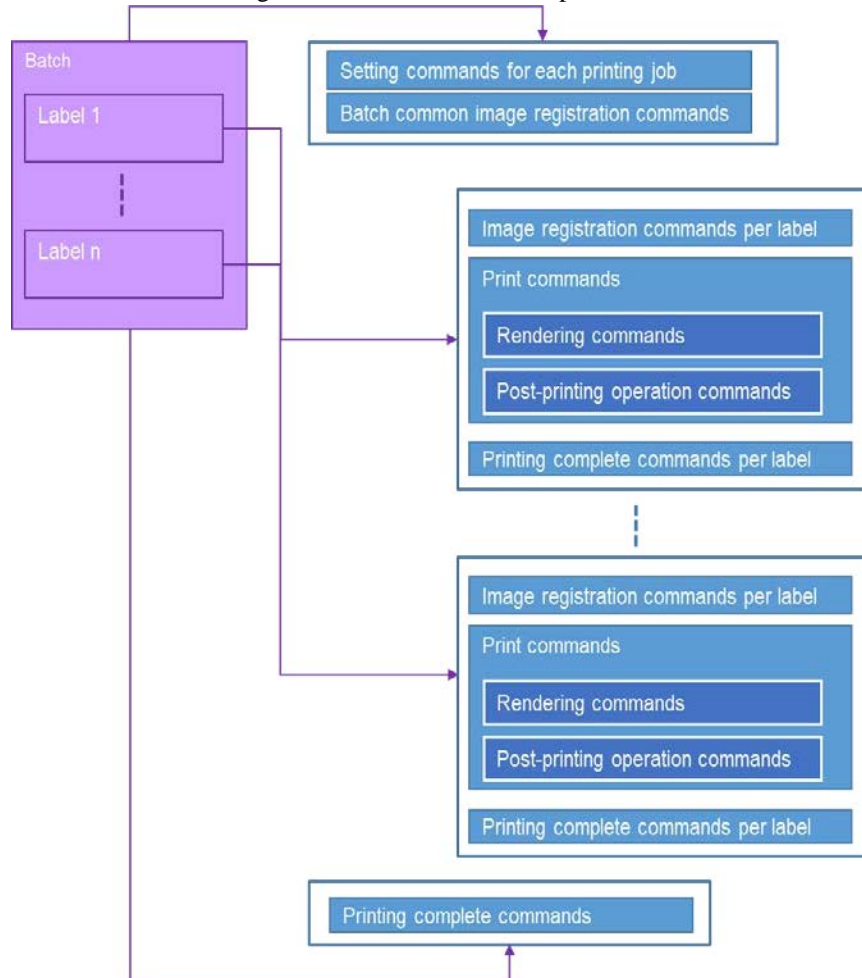 Batch
Label 1
Label n
Setting commands for each printing job
Batch common image registration commands
Image registration commands per label
Print commands
Rendering commands
Post-printing operation commands
Printing complete commands per label
Image registration commands per label
Print commands
Rendering commands
Post-printing operation commands
Printing complete commands per label
Printing complete commands